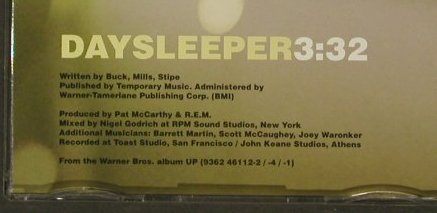 DAYSLEEPER3:32
Written by Buck, Mills, Stipe
Published by Temporary Music. Administered by
Warner-Tamerlane Publishing Corp. (BMI)
Produced by Pat McCarthy & R.E.M.
Mixed by Nigel Godrich at RPM Sound Studios, New York
Additional Musicians: Barrett Martin, Scott McCaughey, Joey Waronker
Recorded at Toast Studio, San Francisco / John Keane Studios, Athens
From the Warner Bros. album UP (9362 46112-2 / -4 / -1)